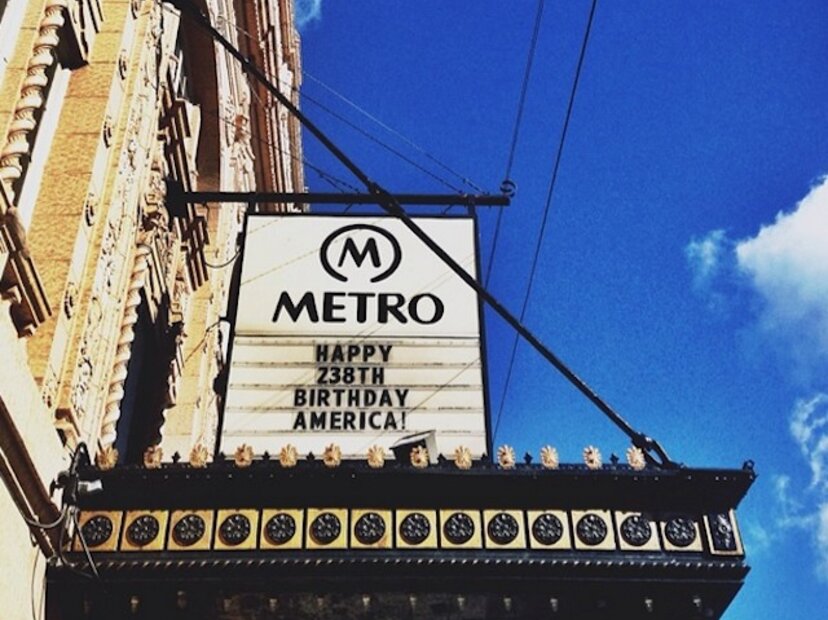 M
METRO
HAPPY
238TH
BIRTHDAY
AMERICA!